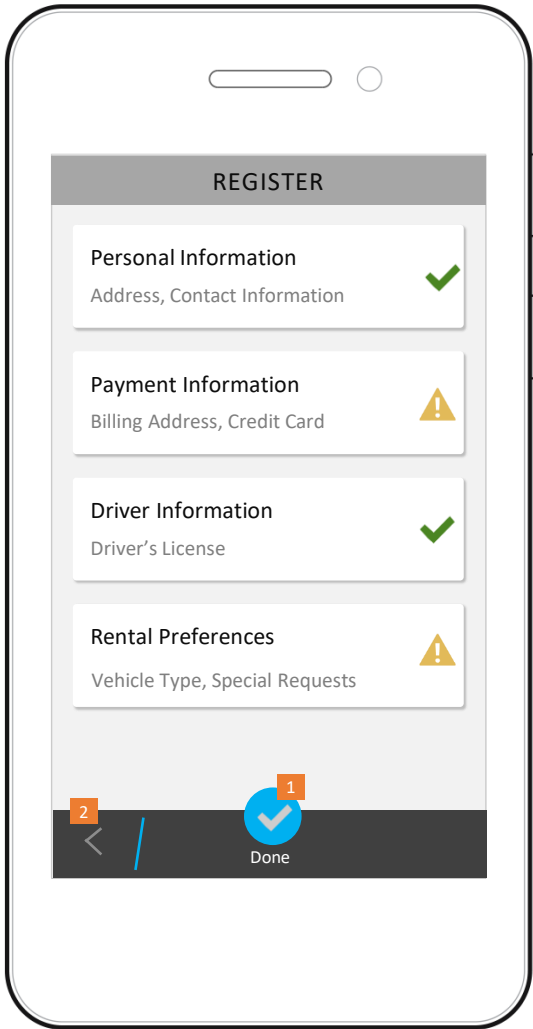 REGISTER
Personal Information
Address, Contact Information
Payment Information
Billing Address, Credit Card
Driver Information
Driver’s License
Rental Preferences
Vehicle Type, Special Requests
1
2
Done